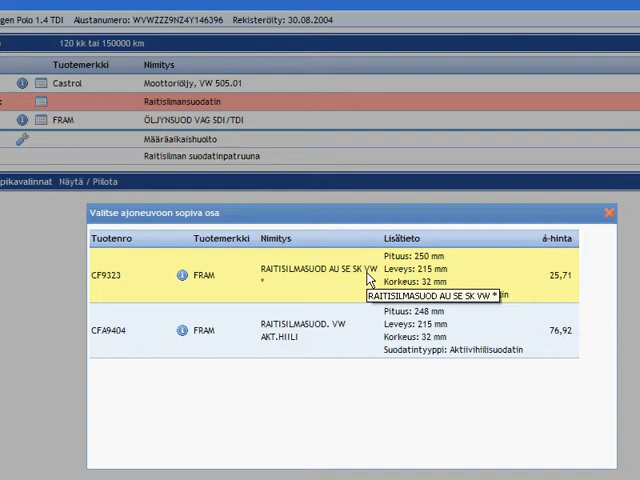 gen Polo 1.4 TDI Alustanumero: WVWZZZ9NZ4Y146396 Rekisteröity: 30.08.2004
120 kk tai 150000 km
Tuotemerkki Nimitys
Castrol Moottoriöljy, VW 505.01
Raitisilmansuodatin
FRAM ÖLJYNSUOD VAG SDI/TDI
Määräaikaishuolto
Raitisilman suodatinpatruuna
pikavalinnat Näytä / Piilota
Valitse ajoneuvoon sopiva osa
Tuotenro Tuotemerkki Nimitys Lisätieto á-hinta
Pituus: 250 mm
CF9323 FRAM RAITISILMASUOD AU SE SK VW * Leveys: 215 mm 25,71
Korkeus: 32 mm
RAITISILMASUOD AU SE SK VW *
Pituus: 248 mm
CFA9404 FRAM RAITISILMASUOD. VW Leveys: 215 mm 76,92
AKT.HIILI Korkeus: 32 mm
Suodatintyyppi: Aktiivihiilisuodatin